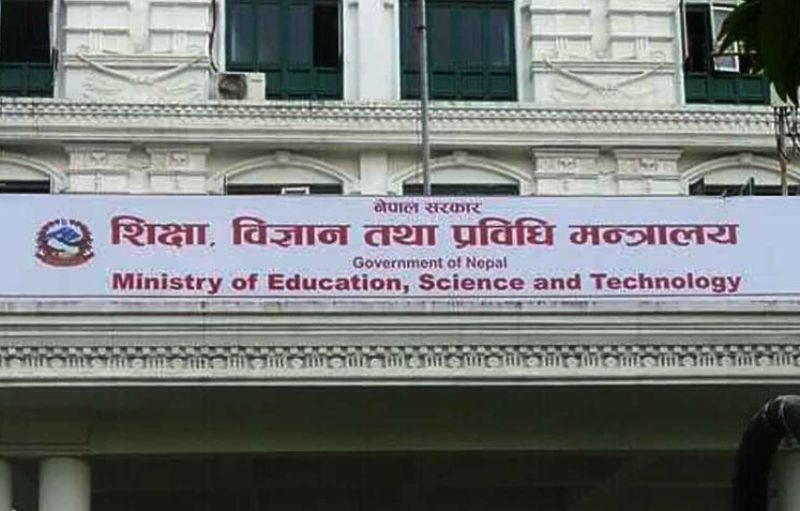 नेपाल सरकार
शिक्षा, विज्ञान तथा प्रविधि मन्त्रालय
Government of Nepal
Ministry of Education, Science and Technology